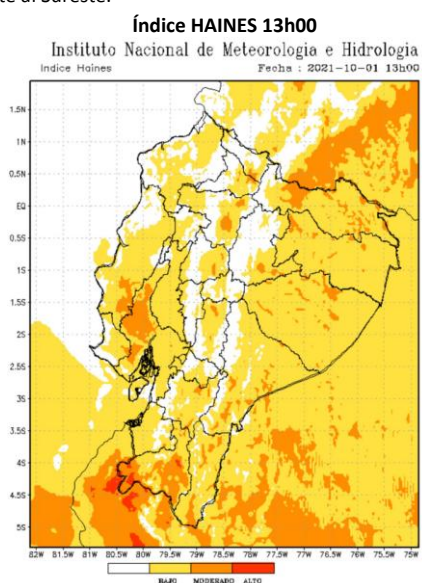 te al Sureste.
Índice HAINES 13h00
Instituto Nacional de Meteorologia e Hidrologia
Indice Haines Fecha : 2021-10-01 13h00
1.5N
1N
0.5N
EQ
0.5S
1S
1.5S
2S
2.5S
3S
3.5S
4S
4.5S
5S
82W 81.5W 81W 80.5W 80W 79.5W 79W 78.5W 78W 77.5W 77W 76.5W 76W 75.5W 75W
BAJO MODERADO ALTO